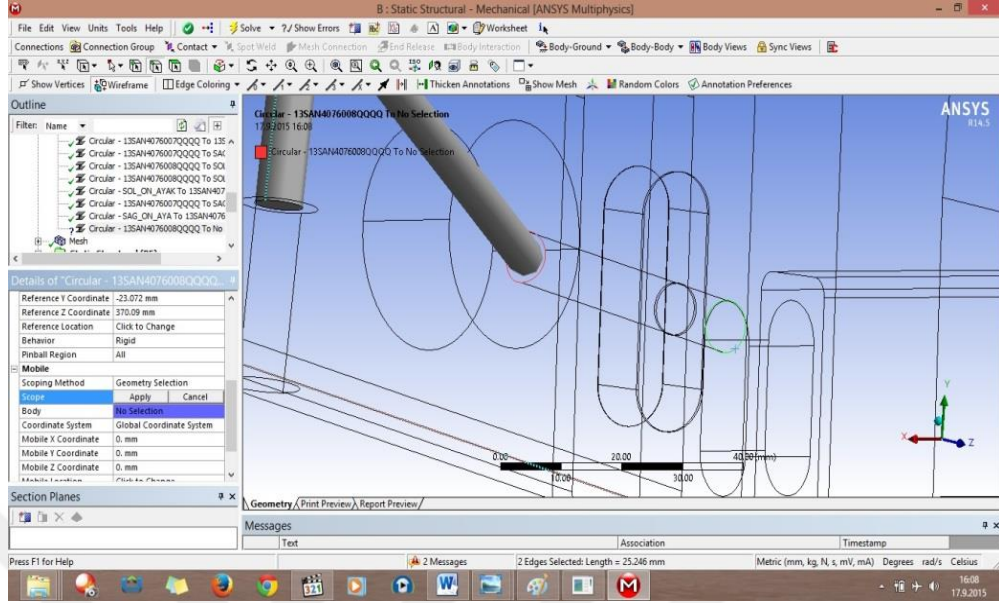 B : Static Structural - Mechanical [ANSYS Multiphysics]
File Edit View Units Tools Help Solve ?/ Show Errors Worksheet
Connections Connection Group Contact Spot Weld Mesh Connection End Release Body Interaction Body-Ground Body-Body Body Views Sync Views
Show Vertices Wireframe Edge Coloring Thicken Annotations Show Mesh Random Colors Annotation Preferences
Outline
Filter: Name
Circular - 13SAN4076007QQQQ To 13S
Circular - 13SAN4076007QQQQ To SAG
Circular - 13SAN4076008QQQQ To SOL
Circular - 13SAN4076008QQQQ To SOL
Circular - SOL_ON_AYAK To 13SAN407
Circular - 13SAN4076007QQQQ To SAG
Circular - SAG_ON_AYA To 13SAN4076
Circular - 13SAN4076008QQQQ To No
Mesh
Details of "Circular - 13SAN4076008QQQQ...
Reference Y Coordinate -23.072 mm
Reference Z Coordinate 370.09 mm
Reference Location Click to Change
Behavior Rigid
Pinball Region All
Mobile
Scoping Method Geometry Selection
Scope Apply Cancel
Body No Selection
Coordinate System Global Coordinate System
Mobile X Coordinate 0. mm
Mobile Y Coordinate 0. mm
Mobile Z Coordinate 0. mm
Mobile Location Click to Change
Section Planes
Circular - 13SAN4076008QQQQ To No Selection
17.9.2015 16:08
Circular - 13SAN4076008QQQQ To No Selection
ANSYS
R14.5
Y
X
Z
0.00 20.00 40.00 (mm)
10.00 30.00
Geometry Print Preview Report Preview
Messages
Text Association Timestamp
Press F1 for Help 2 Messages 2 Edges Selected: Length = 25.246 mm Metric (mm, kg, N, s, mV, mA) Degrees rad/s Celsius
321
16:08
17.9.2015